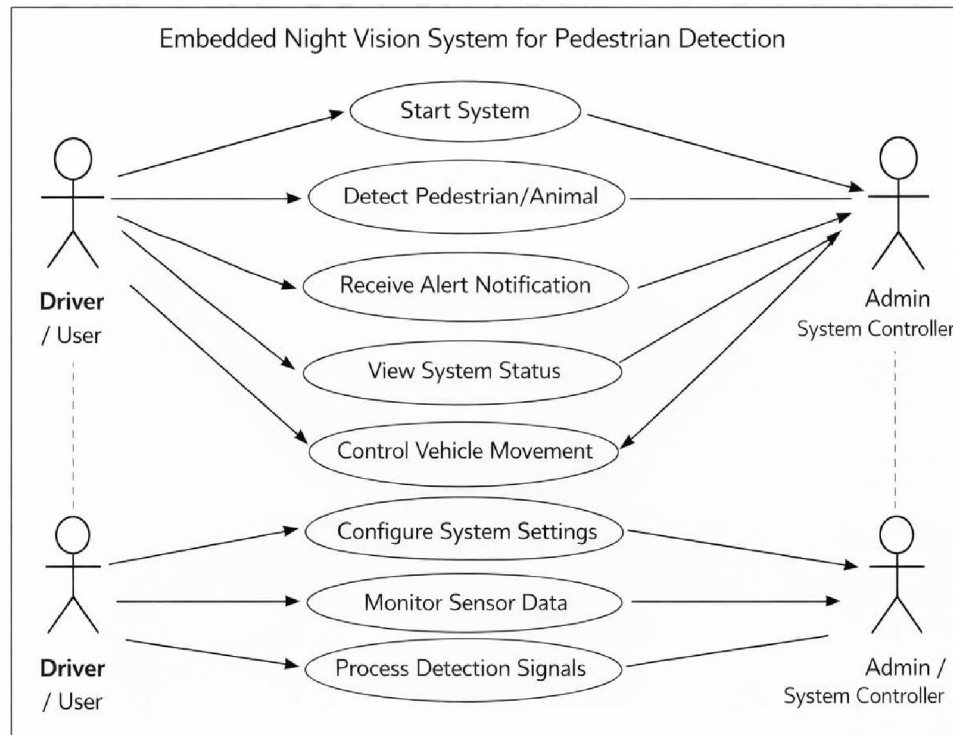 Embedded Night Vision System for Pedestrian Detection
Start System
Detect Pedestrian/Animal
Receive Alert Notification
Driver
/ User
Admin
System Controller
View System Status
Control Vehicle Movement
Configure System Settings
Monitor Sensor Data
Process Detection Signals
Driver
/ User
Admin /
System Controller